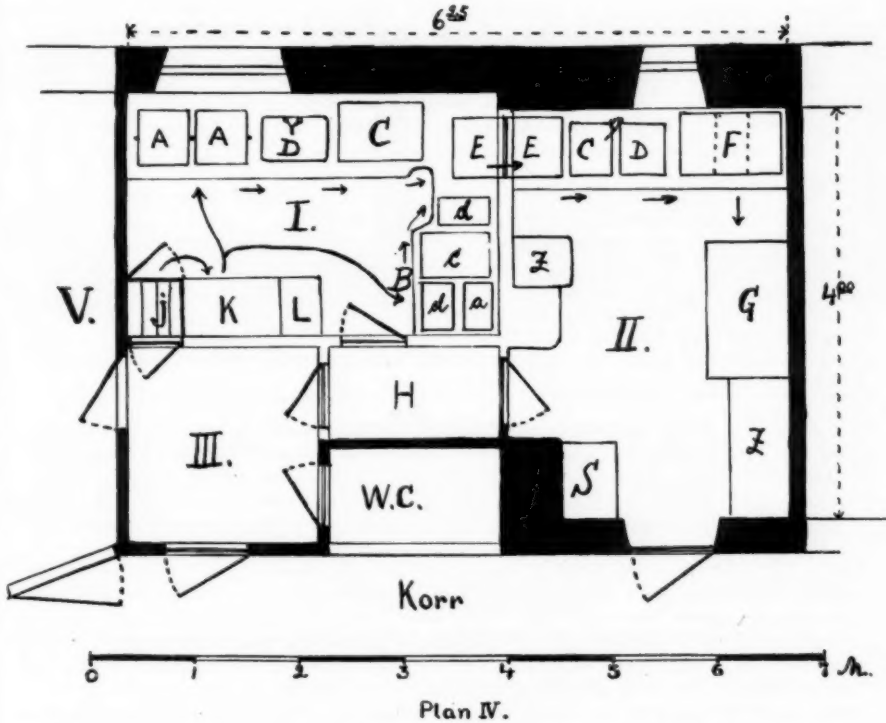 6 25
A A D C E E C D F
I. d
B c
V. j K L d a
Z G 4 00
II.
H
III. Z
W.C. S
Korr
0 1 2 3 4 5 6 7 m.
Plan IV.